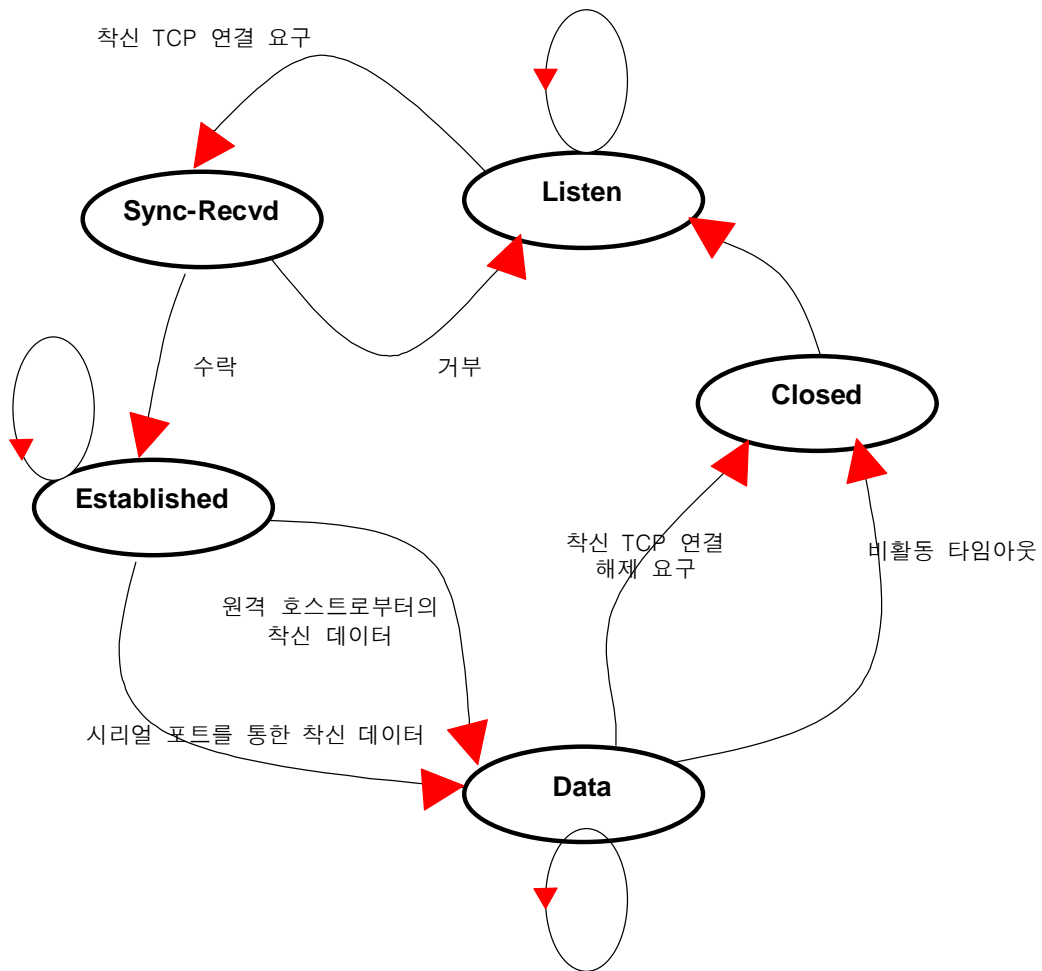 착신 TCP 연결 요구
Listen
Sync-Recvd
수락
거부
Closed
Established
착신 TCP 연결
해제 요구
비활동 타임아웃
원격 호스트로부터의
착신 데이터
시리얼 포트를 통한 착신 데이터
Data